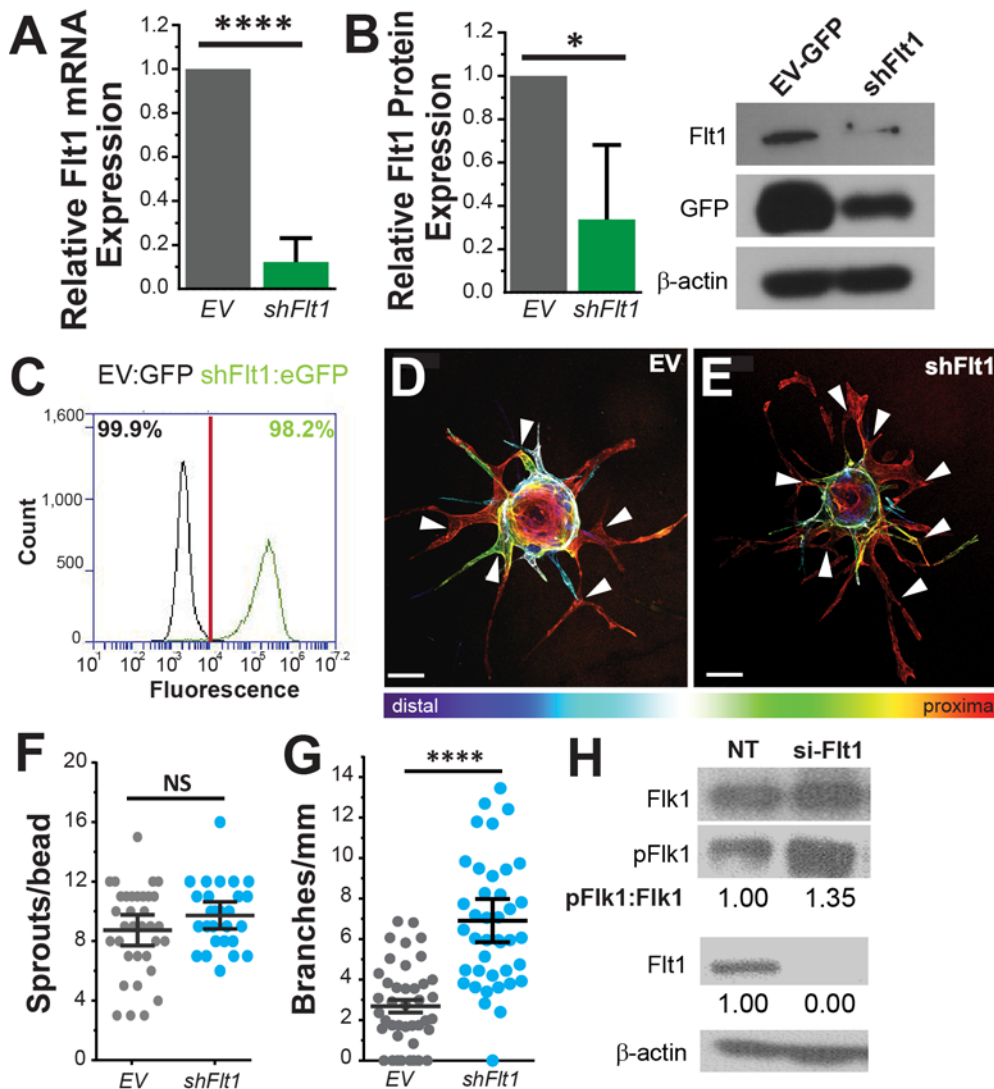 A
Relative Flt1 mRNA
Expression
****
1.2
1.0
0.8
0.6
0.4
0.2
0.0
EV shFlt1
B
Relative Flt1 Protein
Expression
*
1.2
1.0
0.8
0.6
0.4
0.2
0.0
EV shFlt1
EV-GFP shFlt1
Flt1
GFP
β-actin
C
EV:GFP shFlt1:eGFP
99.9% 98.2%
Count
1,600
1,000
500
0
10¹ 10² 10³ 10⁴ 10⁵ 10⁶ 10⁷·²
Fluorescence
D
EV
E
shFlt1
distal proxima
F
Sprouts/bead
NS
20
16
12
8
4
0
EV shFlt1
G
Branches/mm
****
14
12
10
8
6
4
2
0
EV shFlt1
H
NT si-Flt1
Flk1
pFlk1
pFlk1:Flk1 1.00 1.35
Flt1
1.00 0.00
β-actin